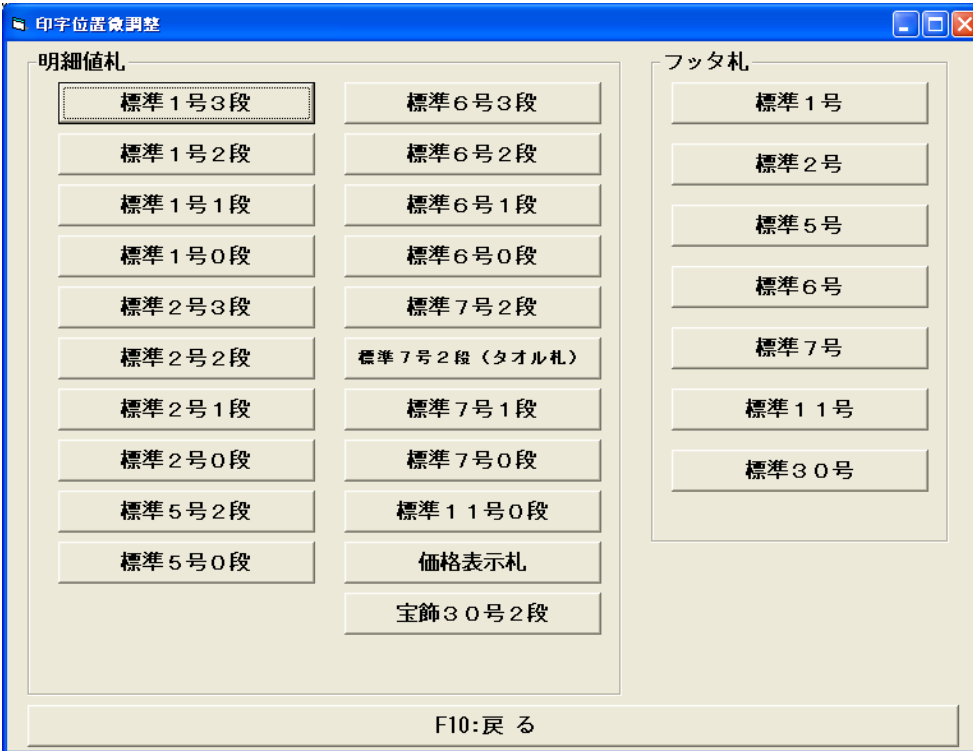 印字位置微調整
明細値札
標準１号３段
標準１号２段
標準１号１段
標準１号０段
標準２号３段
標準２号２段
標準２号１段
標準２号０段
標準５号２段
標準５号０段
標準６号３段
標準６号２段
標準６号１段
標準６号０段
標準７号２段
標準７号２段（タオル札）
標準７号１段
標準７号０段
標準１１号０段
価格表示札
宝飾３０号２段
フッタ札
標準１号
標準２号
標準５号
標準６号
標準７号
標準１１号
標準３０号
F10:戻 る